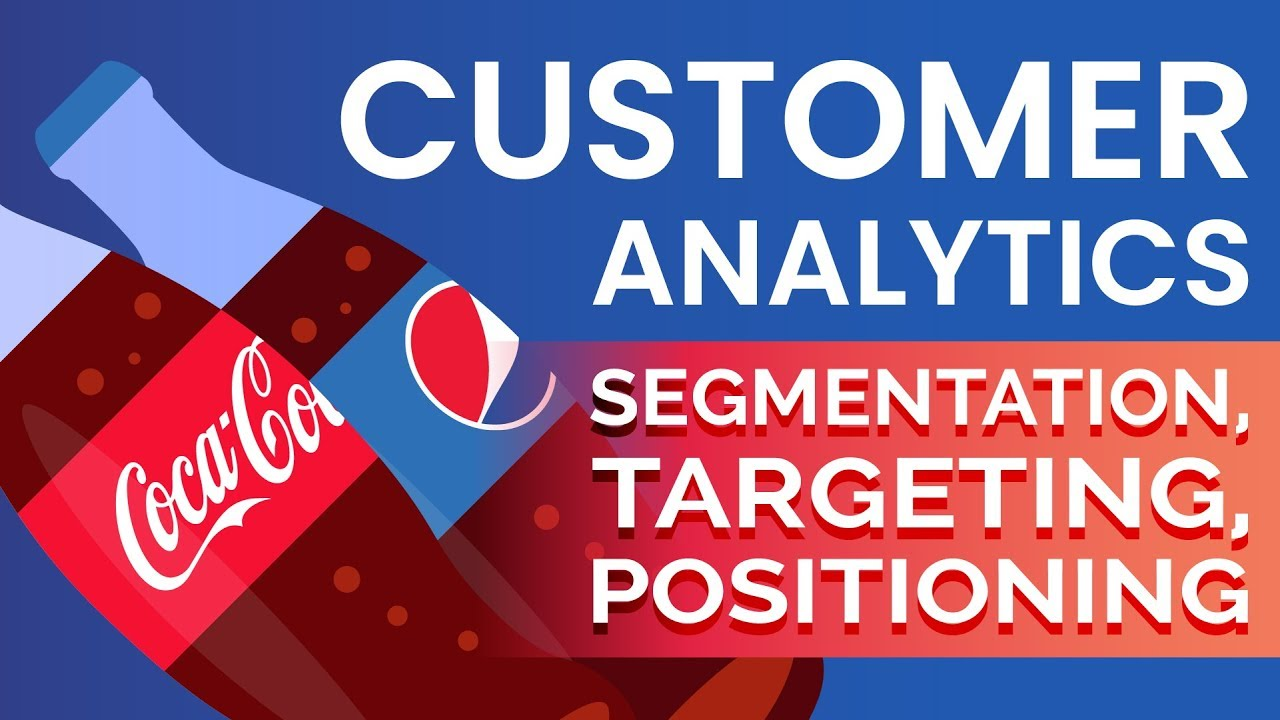 CUSTOMER
ANALYTICS
SEGMENTATION,
TARGETING,
POSITIONING
Coca-Co